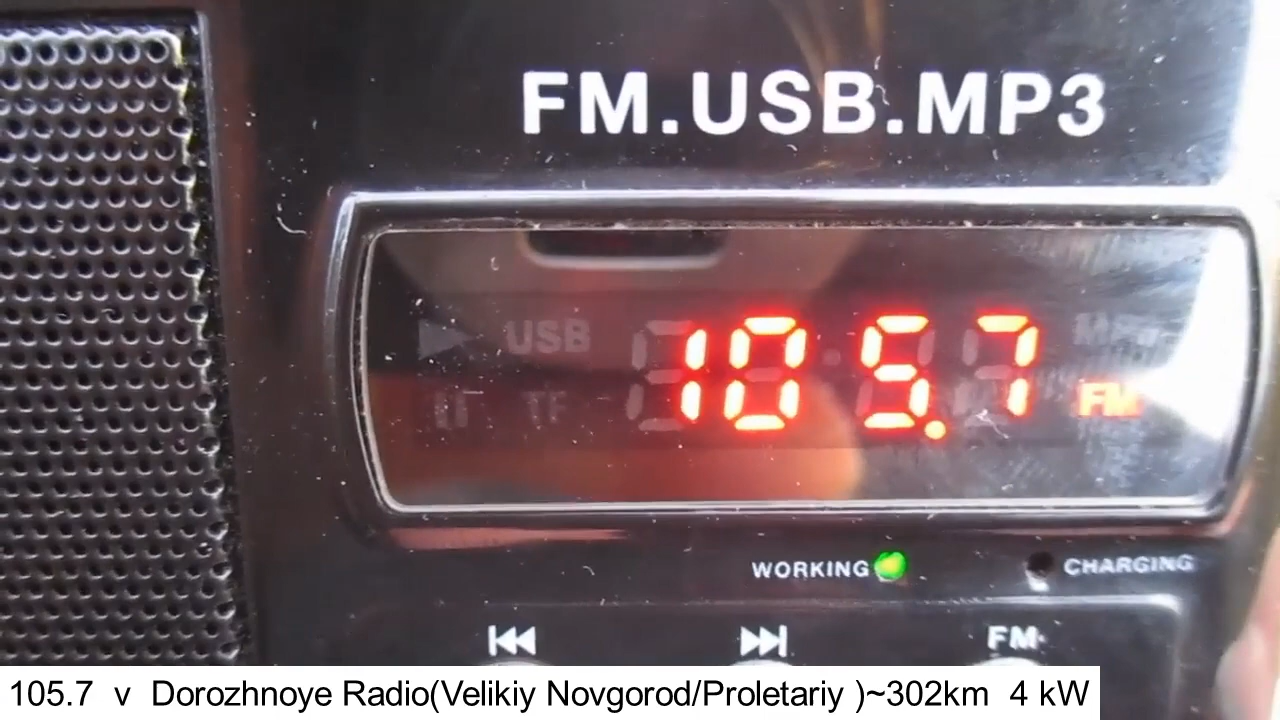 FM.USB.MP3
USB
105.7
TF
FM
WORKING
CHARGING
FM
105.7 v Dorozhnoye Radio(Velikiy Novgorod/Proletariy )~302km 4 kW